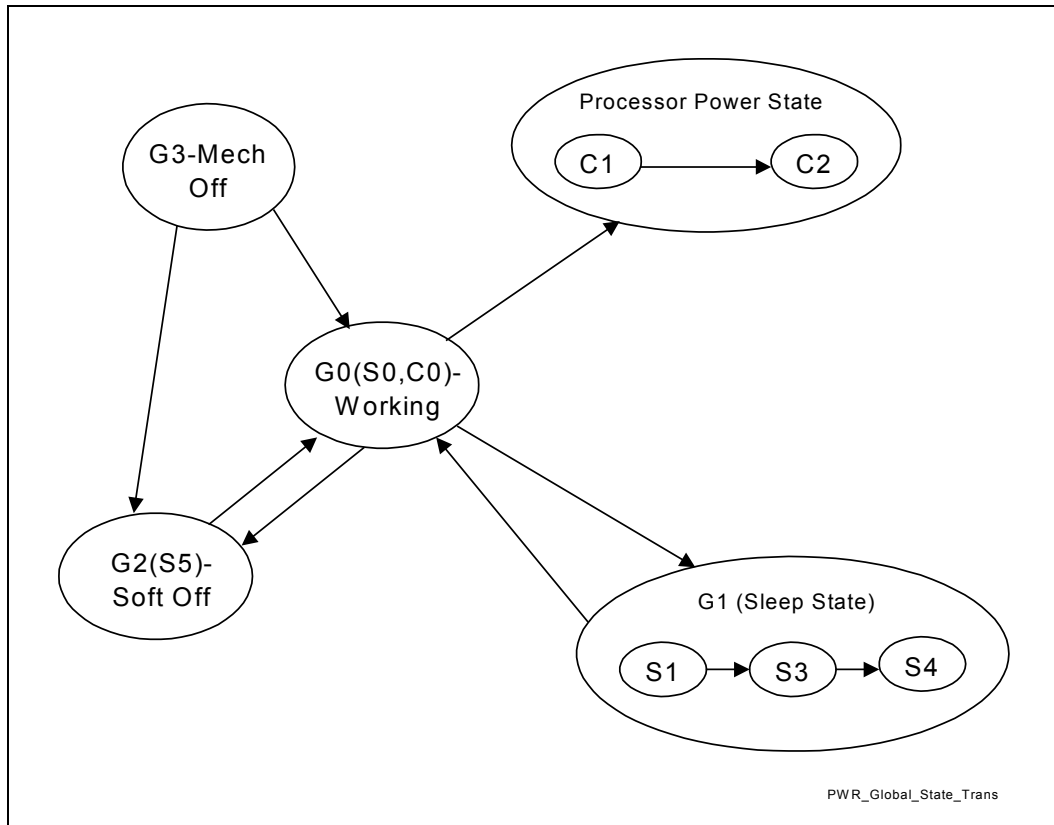 Processor Power State
C1
C2
G3-Mech
Off
G0(S0,C0)-
Working
G2(S5)-
Soft Off
G1 (Sleep State)
S1
S3
S4
PWR_Global_State_Trans